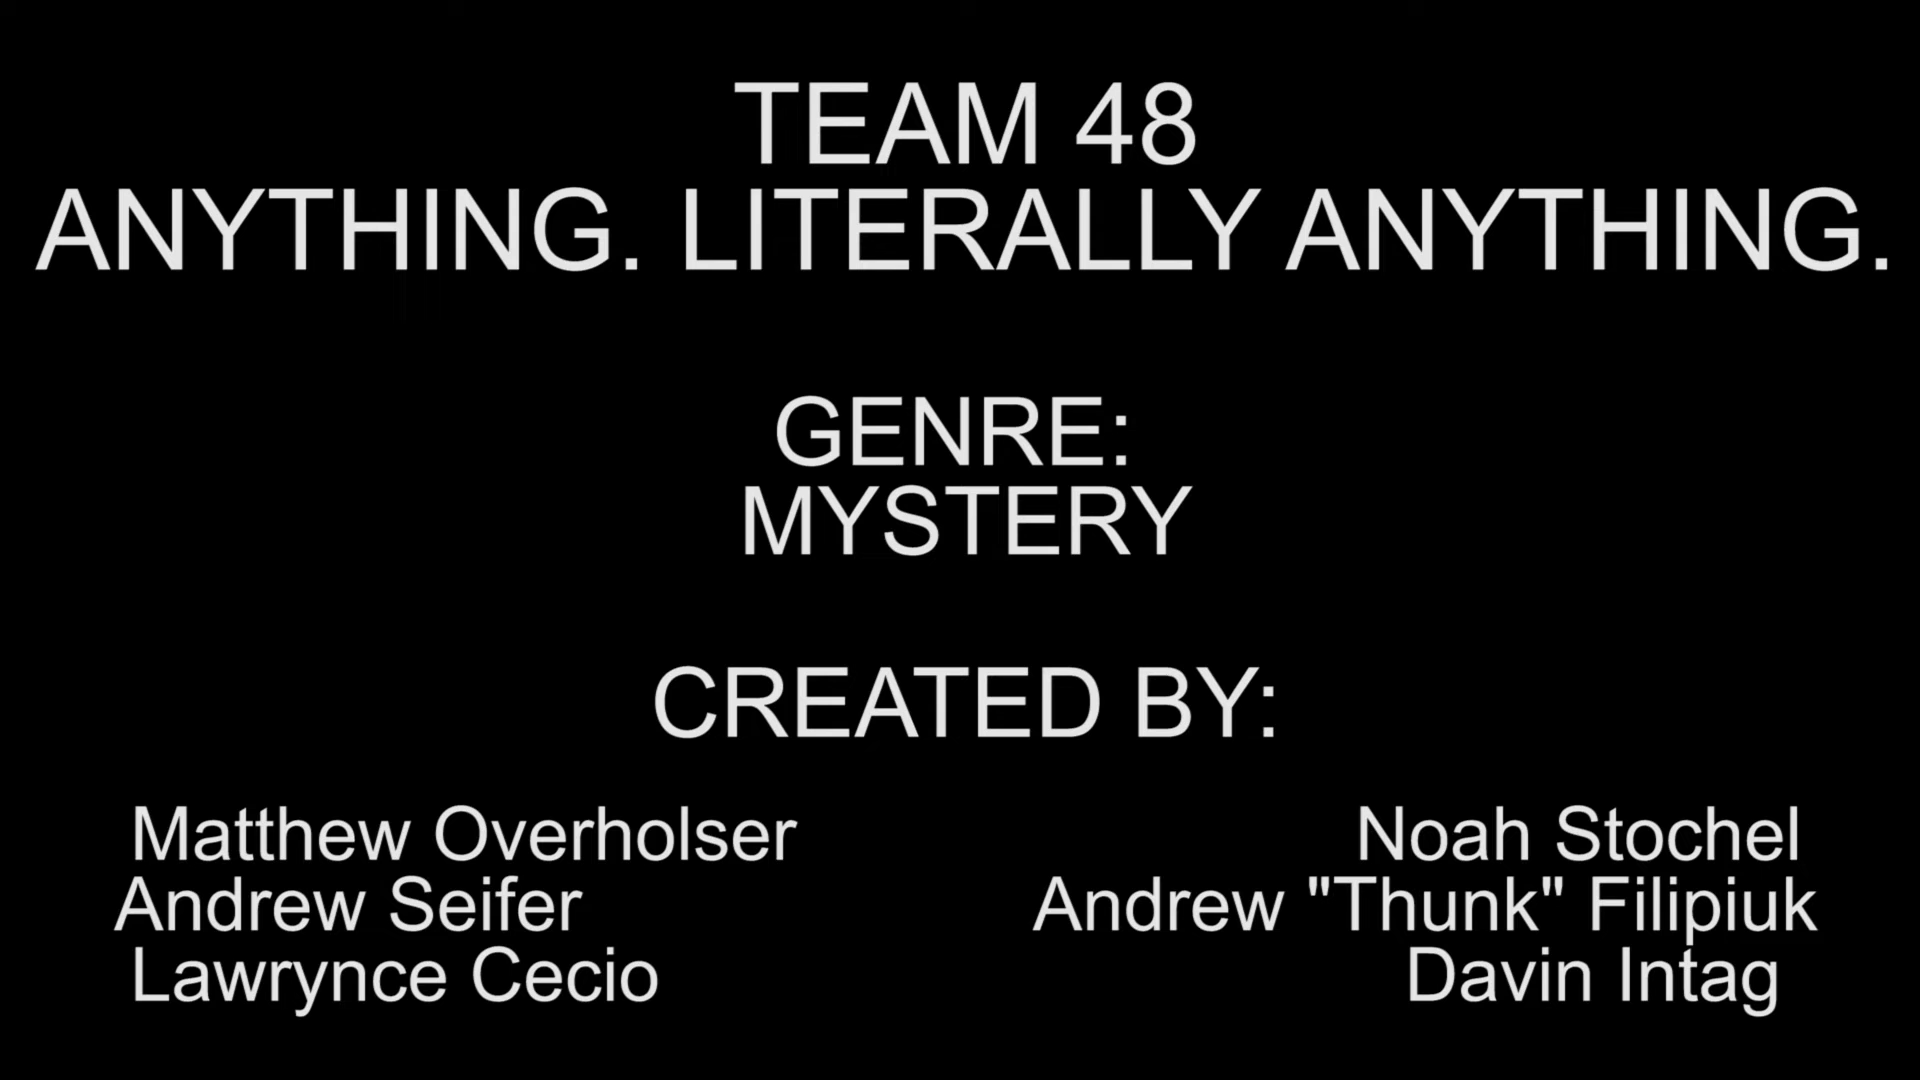 TEAM 48
ANYTHING. LITERALLY ANYTHING.
GENRE:
MYSTERY
CREATED BY:
Matthew Overholser
Andrew Seifer
Lawrynce Cecio
Noah Stochel
Andrew "Thunk" Filipiuk
Davin Intag